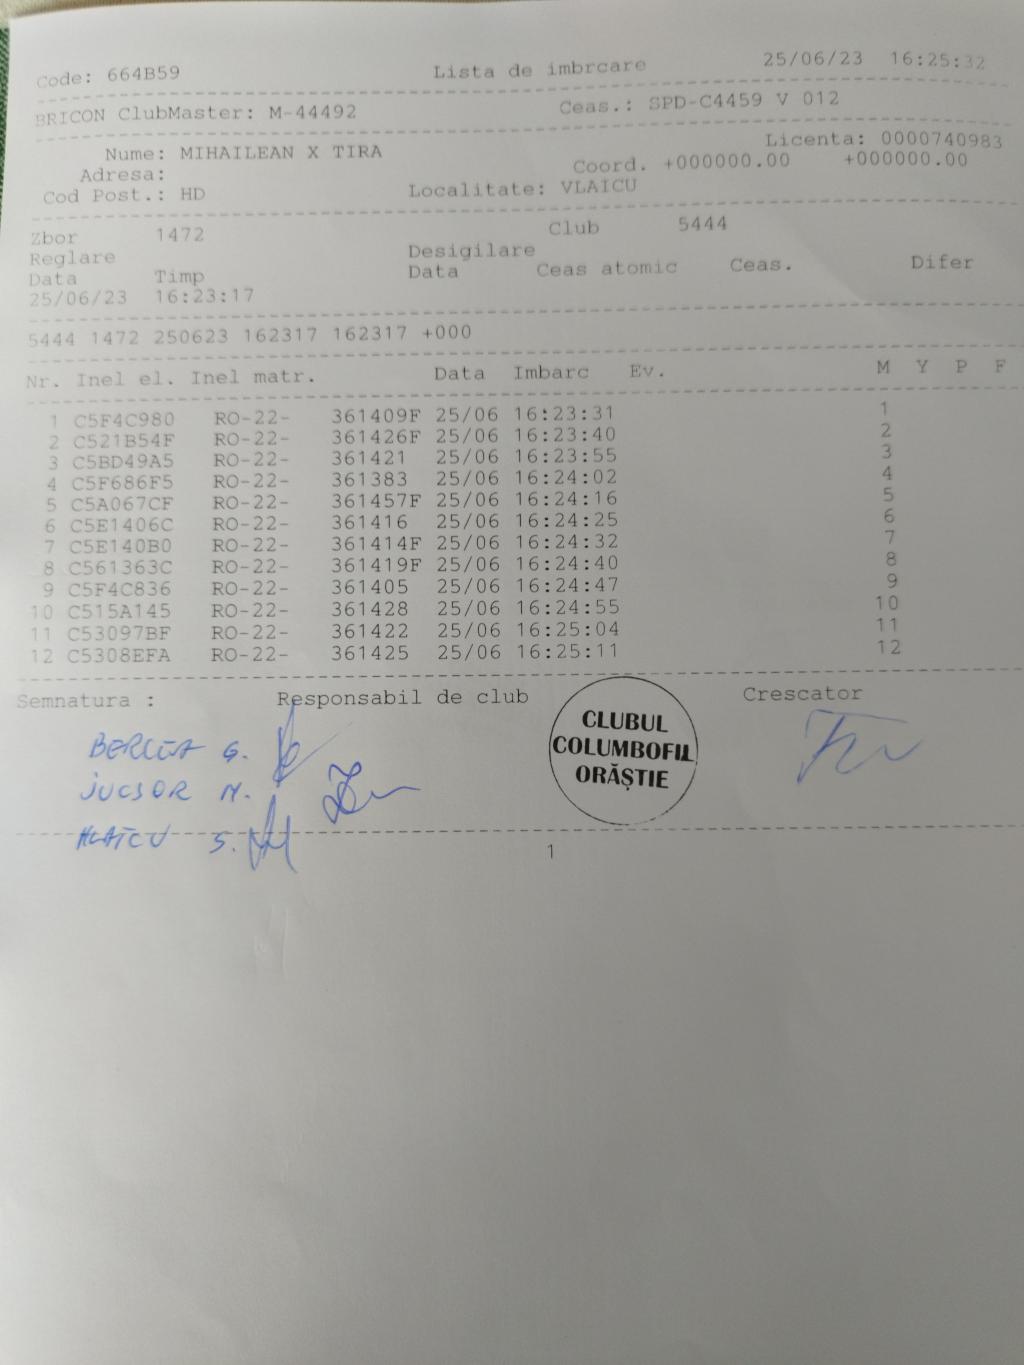 Code: 664B59 Lista de imbrcare 25/06/23 16:25:32
BRICON ClubMaster: M-44492 Ceas.: SPD-C4459 V 012
Licenta: 0000740983
Nume: MIHAILEAN X TIRA
Adresa: Coord. +000000.00 +000000.00
Cod Post.: HD Localitate: VLAICU
Zbor 1472 Club 5444
Reglare Desigilare
Data Timp Data Ceas atomic Ceas. Difer
25/06/23 16:23:17
5444 1472 250623 162317 162317 +000
Nr. Inel el. Inel matr. Data Imbarc Ev. M Y P F
1 C5F4C980 RO-22- 361409F 25/06 16:23:31 1
2 C521B54F RO-22- 361426F 25/06 16:23:40 2
3 C5BD49A5 RO-22- 361421 25/06 16:23:55 3
4 C5F686F5 RO-22- 361383 25/06 16:24:02 4
5 C5A067CF RO-22- 361457F 25/06 16:24:16 5
6 C5E1406C RO-22- 361416 25/06 16:24:25 6
7 C5E140B0 RO-22- 361414F 25/06 16:24:32 7
8 C561363C RO-22- 361419F 25/06 16:24:40 8
9 C5F4C836 RO-22- 361405 25/06 16:24:47 9
10 C515A145 RO-22- 361428 25/06 16:24:55 10
11 C53097BF RO-22- 361422 25/06 16:25:04 11
12 C5308EFA RO-22- 361425 25/06 16:25:11 12
Semnatura : Responsabil de club Crescator
CLUBUL
COLUMBOFIL
ORĂȘTIE
G.
JUCSOR N.
S.
1